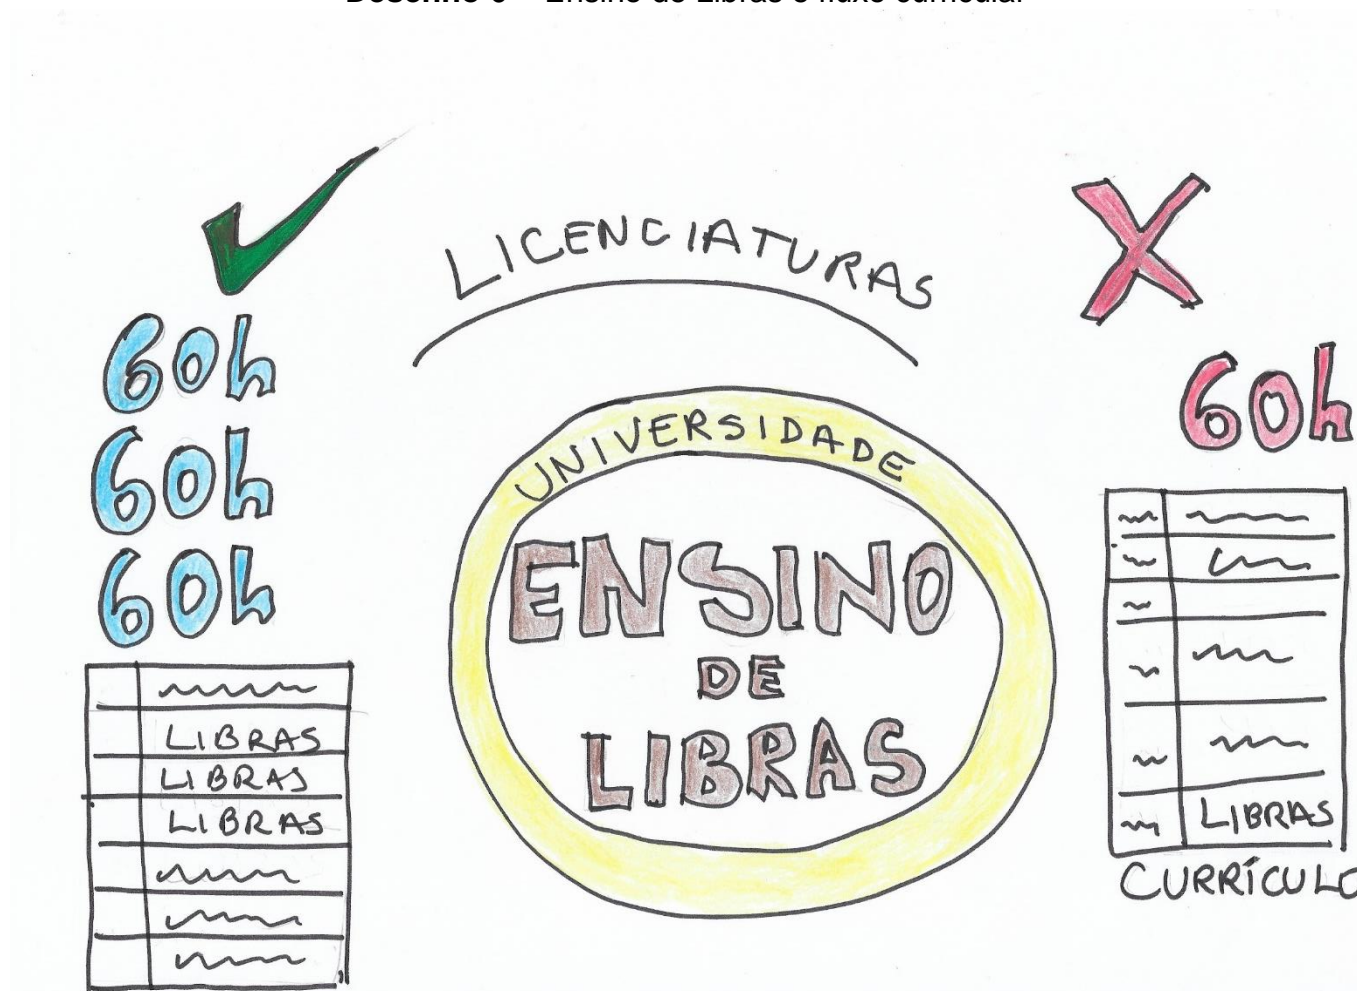 LICENCIATURAS
60h
60h
60h
LIBRAS
LIBRAS
LIBRAS
UNIVERSIDADE
ENSINO
DE
LIBRAS
60h
LIBRAS
CURRÍCULO